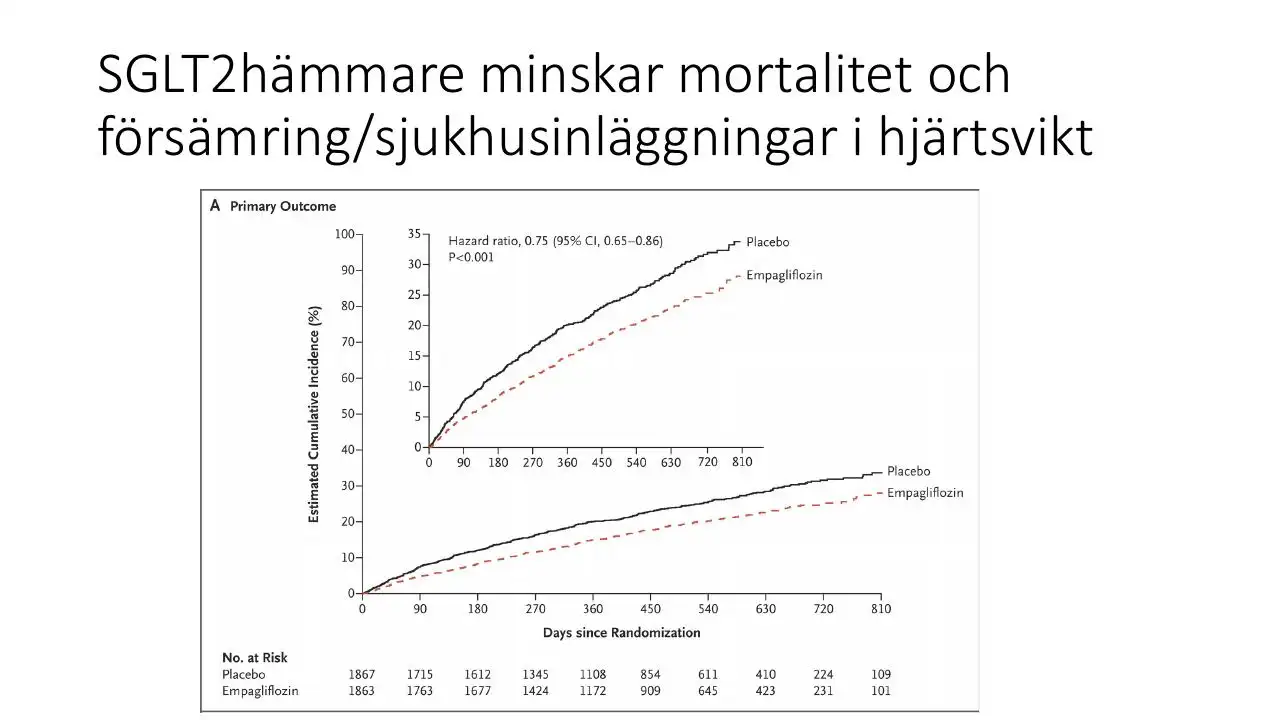 SGLT2hämmare minskar mortalitet och
försämring/sjukhusinläggningar i hjärtsvikt
A Primary Outcome
Estimated Cumulative Incidence (%)
100
90
80
70
60
50
40
30
20
10
0
35
30
25
20
15
10
5
0
Hazard ratio, 0.75 (95% CI, 0.65–0.86)
P<0.001
Placebo
Empagliflozin
0 90 180 270 360 450 540 630 720 810
Placebo
Empagliflozin
0 90 180 270 360 450 540 630 720 810
Days since Randomization
No. at Risk
Placebo 1867 1715 1612 1345 1108 854 611 410 224 109
Empagliflozin 1863 1763 1677 1424 1172 909 645 423 231 101